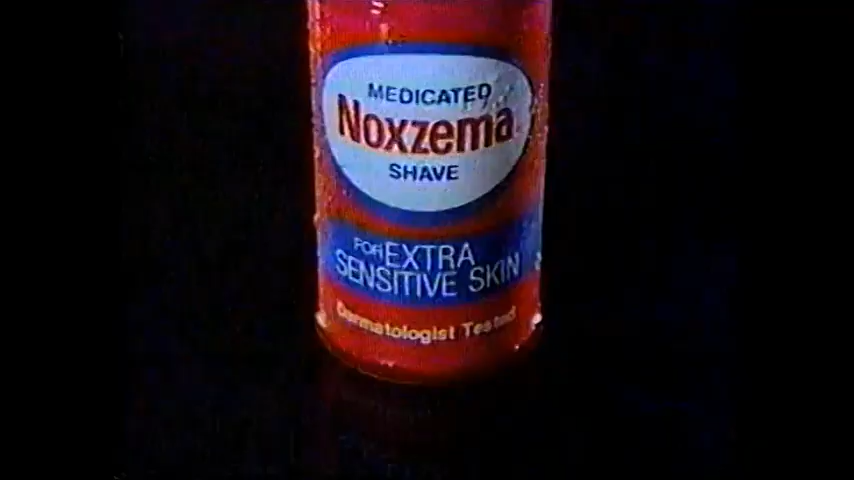 MEDICATED
Noxzema
SHAVE
FOR EXTRA
SENSITIVE SKIN
Dermatologist Tested